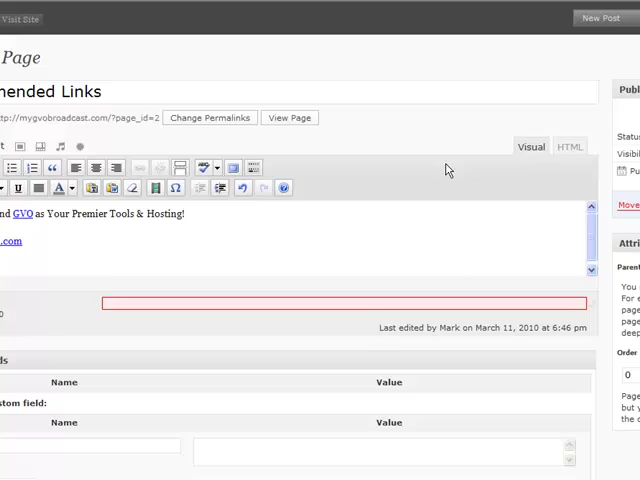 Visit Site
New Post
Page
mended Links
Publ
ttp://mygvobroadcast.com/?page_id=2 Change Permalinks View Page
Status
Visibili
Pu
Visual HTML
Move
nd GVO as Your Premier Tools & Hosting!
.com
Attri
Parent
You
For e
page
page
deep
0
Last edited by Mark on March 11, 2010 at 6:46 pm
Order
0
ds
Name Value
stom field:
Page
but y
the c
Name Value